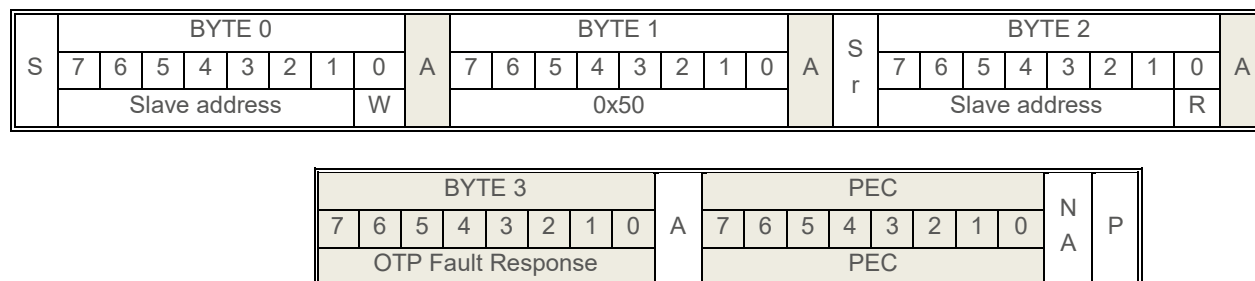 BYTE 0 BYTE 1 BYTE 2
S 7 6 5 4 3 2 1 0 A 7 6 5 4 3 2 1 0 A S r 7 6 5 4 3 2 1 0 A
Slave address W 0x50 Slave address R
BYTE 3 PEC
7 6 5 4 3 2 1 0 A 7 6 5 4 3 2 1 0 N A P
OTP Fault Response PEC